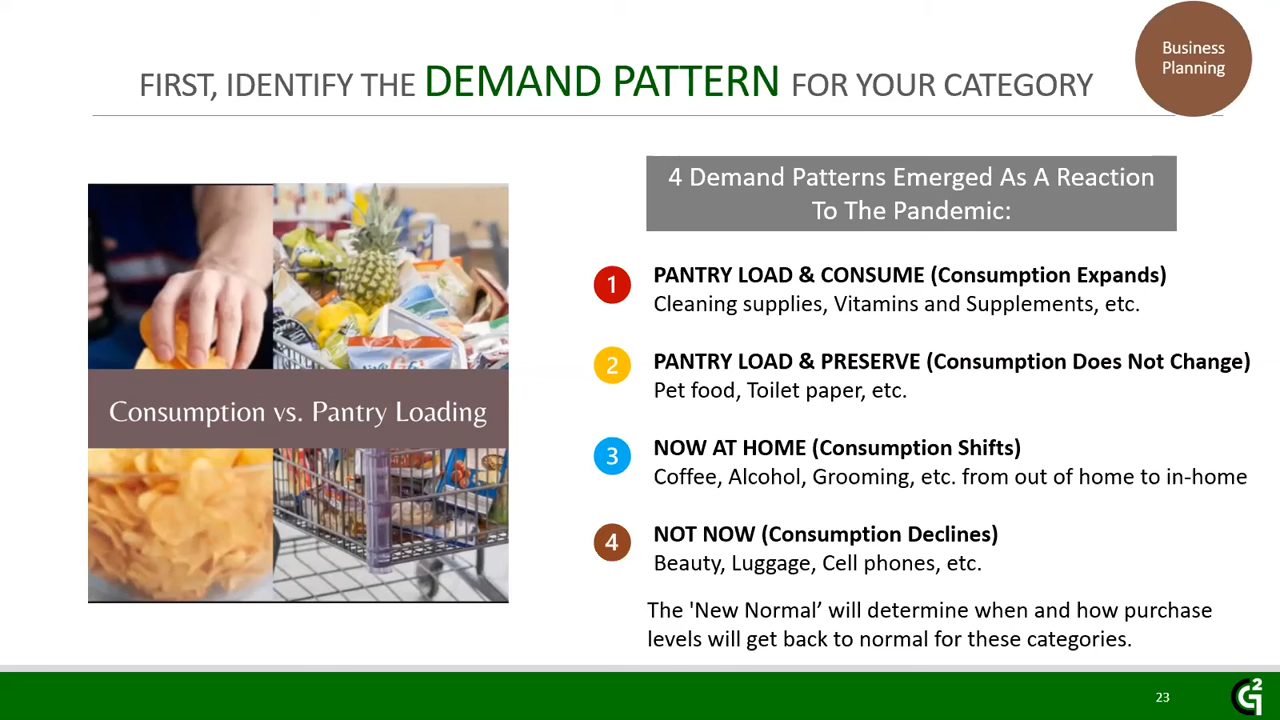 Business
Planning
FIRST, IDENTIFY THE DEMAND PATTERN FOR YOUR CATEGORY
4 Demand Patterns Emerged As A Reaction
To The Pandemic:
Consumption vs. Pantry Loading
1 PANTRY LOAD & CONSUME (Consumption Expands)
Cleaning supplies, Vitamins and Supplements, etc.
2 PANTRY LOAD & PRESERVE (Consumption Does Not Change)
Pet food, Toilet paper, etc.
3 NOW AT HOME (Consumption Shifts)
Coffee, Alcohol, Grooming, etc. from out of home to in-home
4 NOT NOW (Consumption Declines)
Beauty, Luggage, Cell phones, etc.
The 'New Normal’ will determine when and how purchase
levels will get back to normal for these categories.
23